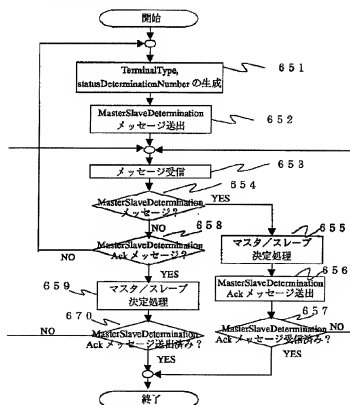 開始
TerminalType,
statusDeterminationNumber の生成
651
MasterSlaveDetermination
メッセージ送出
652
メッセージ受信
653
MasterSlaveDetermination
メッセージ?
654
YES
NO
マスタ/スレーブ
決定処理
655
MasterSlaveDetermination
Ack メッセージ?
658
NO
YES
MasterSlaveDetermination
Ack メッセージ送出
656
659
マスタ/スレーブ
決定処理
670
MasterSlaveDetermination
Ack メッセージ送出済み?
NO
YES
657
MasterSlaveDetermination
Ack メッセージ受信済み?
NO
YES
終了